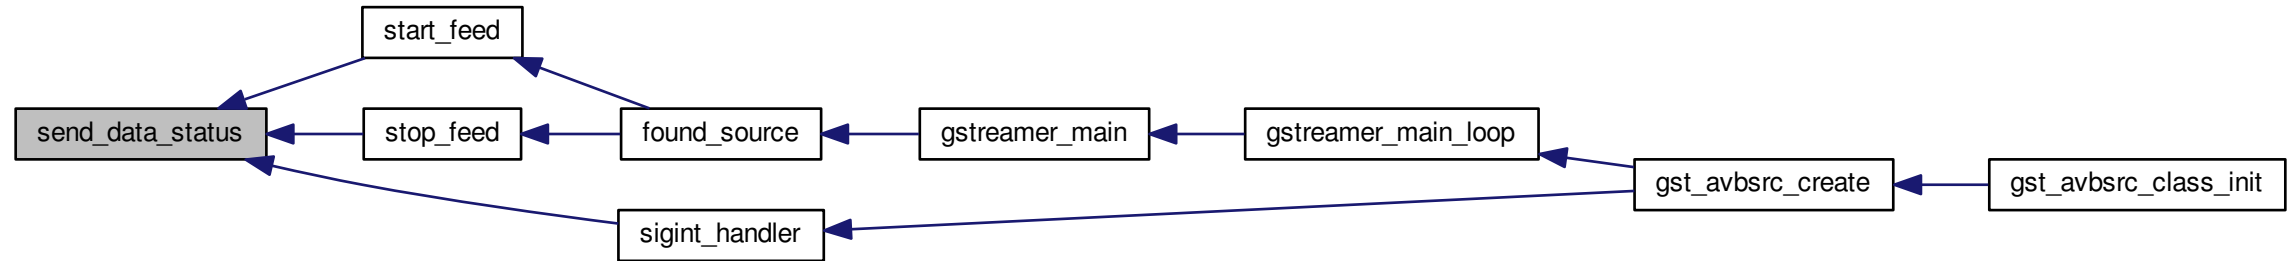 start_feed
send_data_status
stop_feed
found_source
gstreamer_main
gstreamer_main_loop
gst_avbsrc_create
gst_avbsrc_class_init
sigint_handler